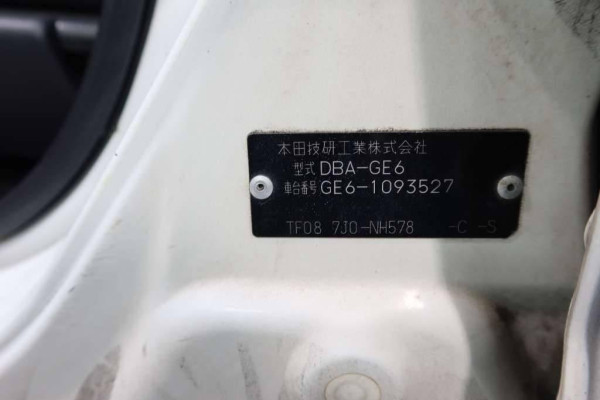 本田技研工業株式会社
型式 DBA-GE6
車台番号 GE6-1093527
TF08 7J0-NH578 -C -S